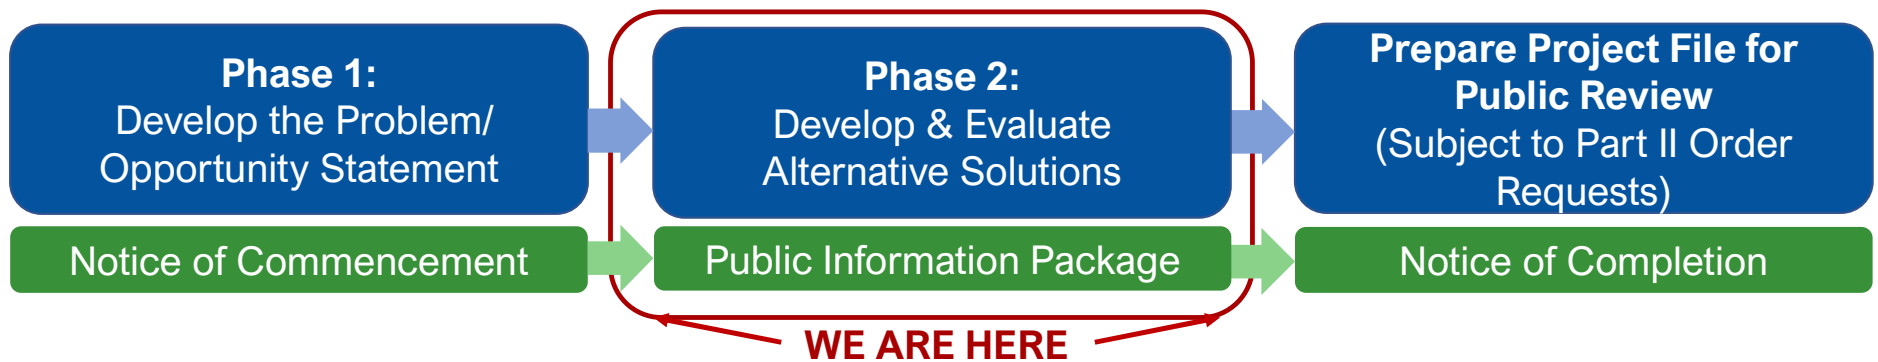 Phase 1:
Develop the Problem/
Opportunity Statement
Notice of Commencement
Phase 2:
Develop & Evaluate
Alternative Solutions
Public Information Package
Prepare Project File for
Public Review
(Subject to Part II Order
Requests)
Notice of Completion
WE ARE HERE